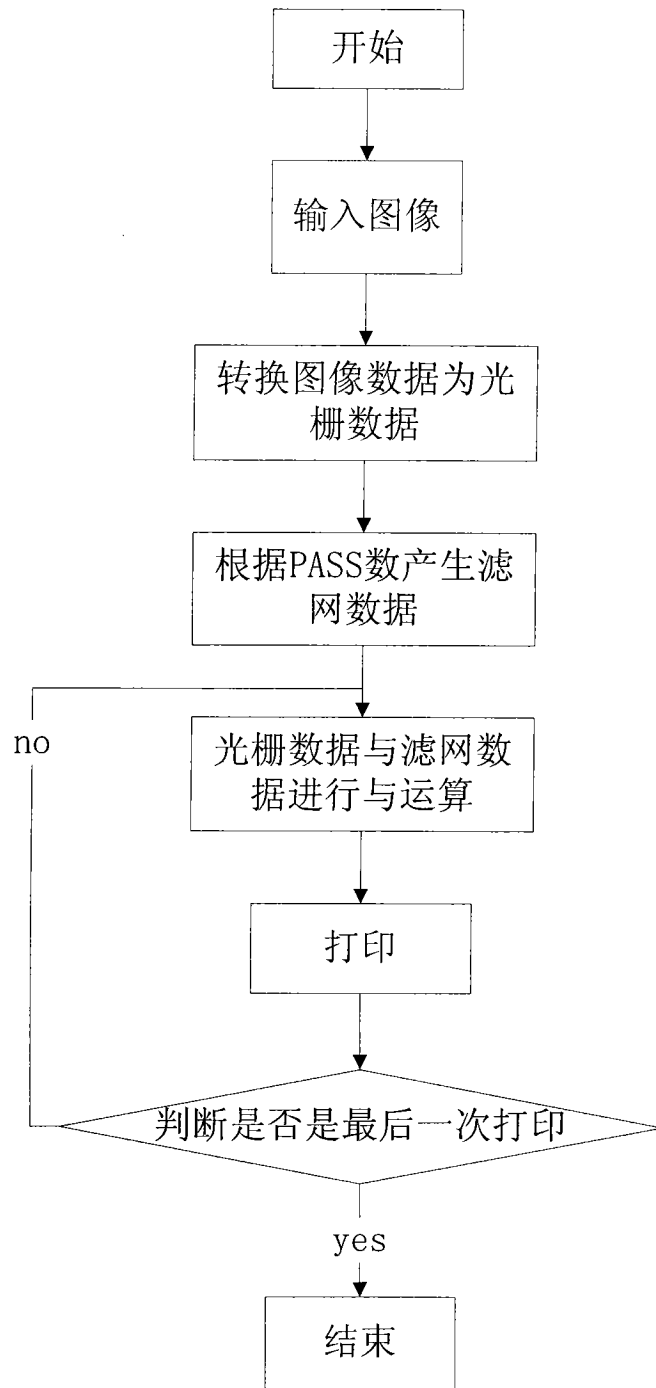 开始
输入图像
转换图像数据为光
栅数据
根据PASS数产生滤
网数据
no
光栅数据与滤网数
据进行与运算
打印
判断是否是最后一次打印
yes
结束